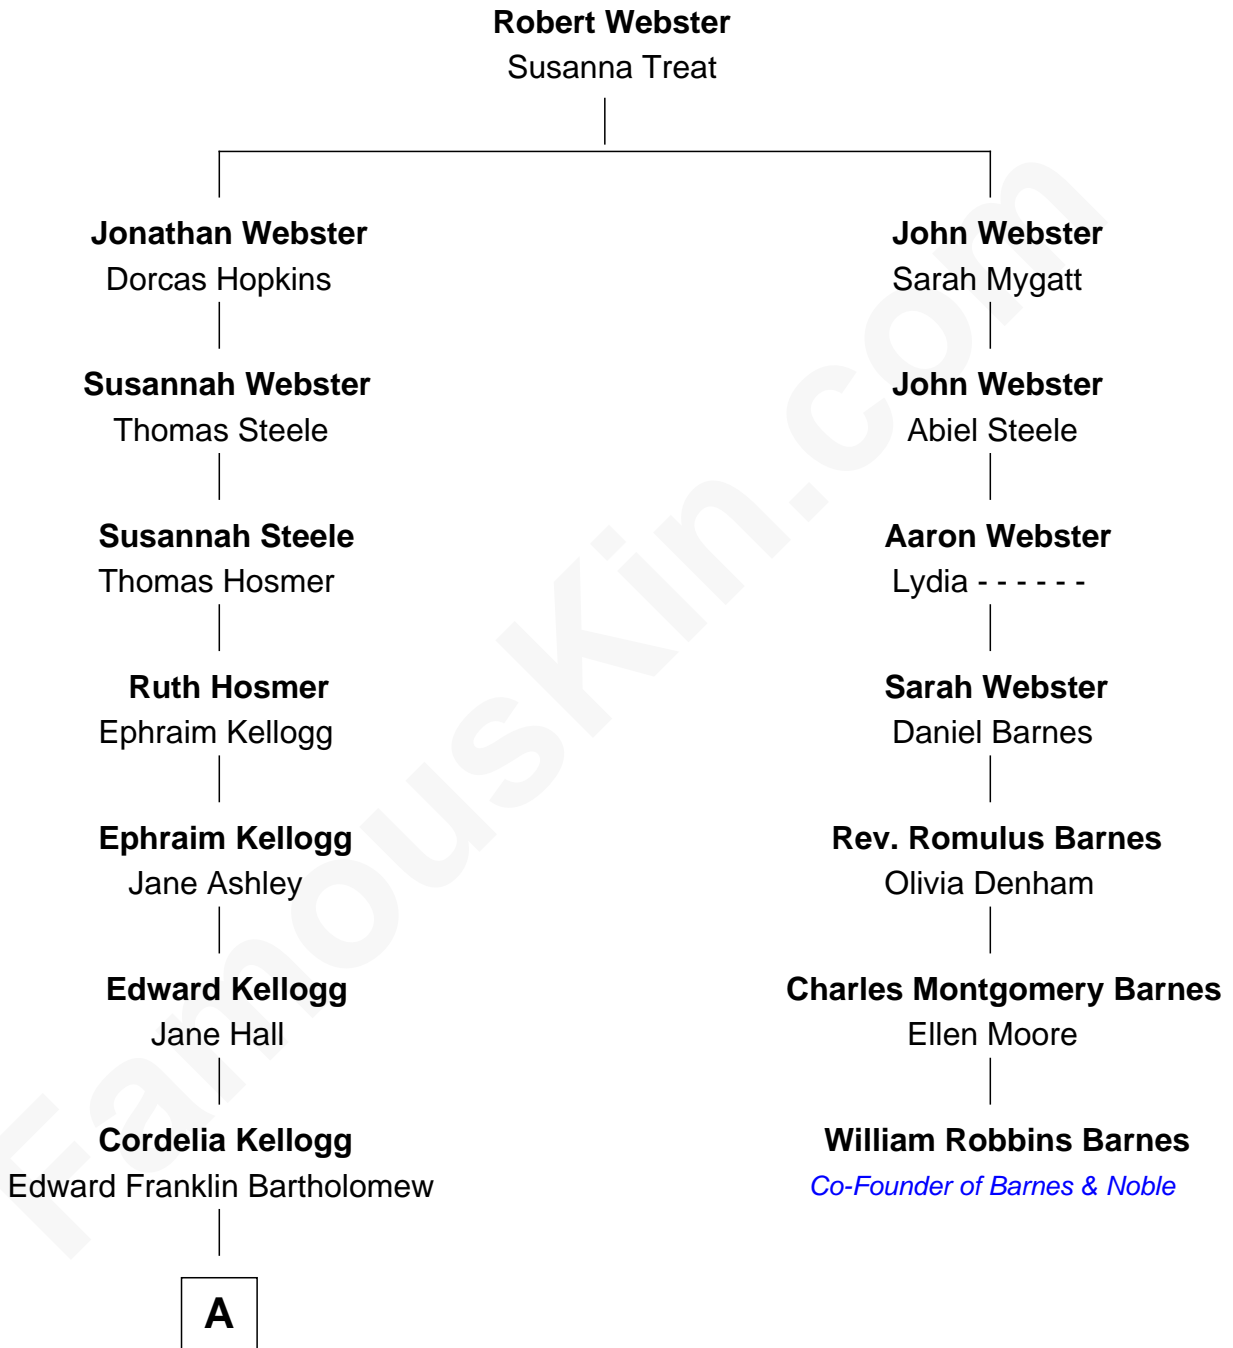 Robert Webster
Susanna Treat
Jonathan Webster
Dorcas Hopkins
John Webster
Sarah Mygatt
Susannah Webster
Thomas Steele
John Webster
Abiel Steele
Susannah Steele
Thomas Hosmer
Aaron Webster
Lydia - - - - - -
Ruth Hosmer
Ephraim Kellogg
Sarah Webster
Daniel Barnes
Ephraim Kellogg
Jane Ashley
Rev. Romulus Barnes
Olivia Denham
Edward Kellogg
Jane Hall
Charles Montgomery Barnes
Ellen Moore
Cordelia Kellogg
Edward Franklin Bartholomew
William Robbins Barnes
Co-Founder of Barnes & Noble
A
FamousKin.com